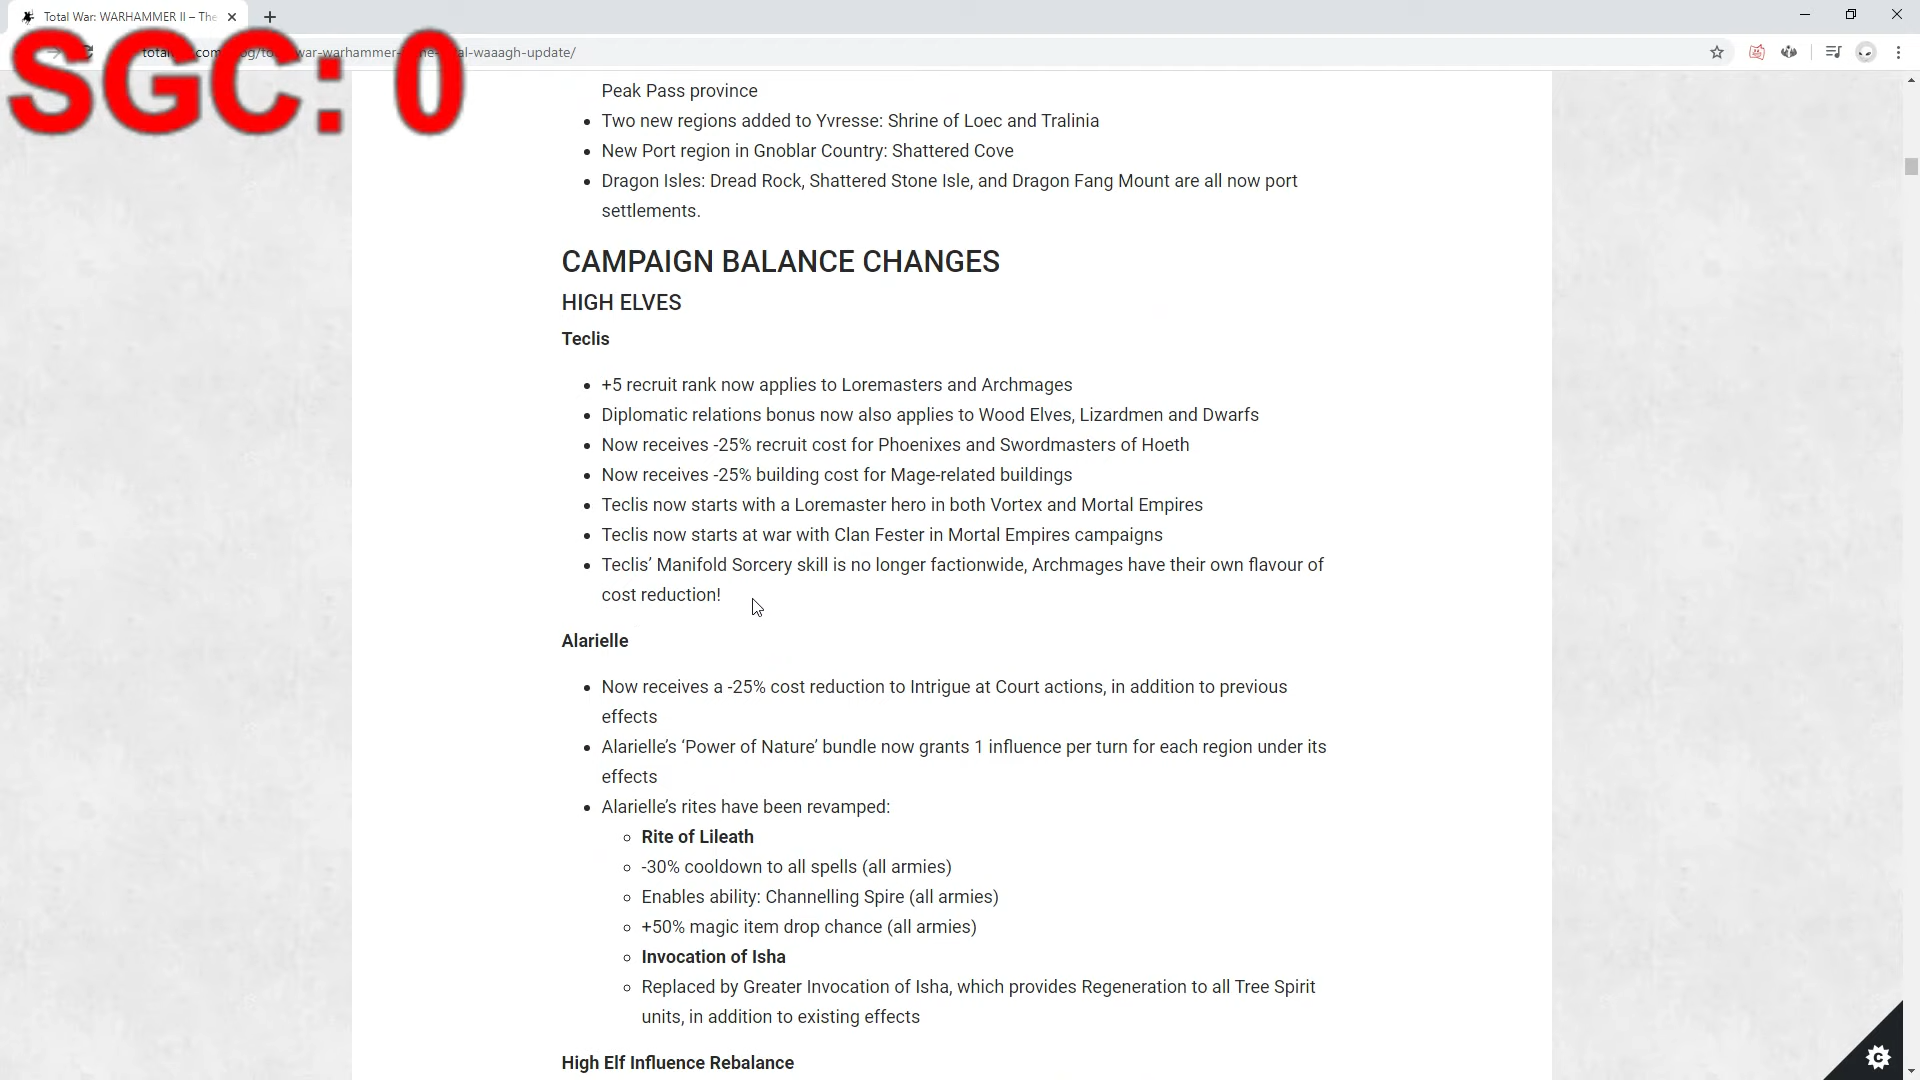 Total War: WARHAMMER II – The
SGC: 0
war-warhammer-
al-waaagh-update/
Peak Pass province
• Two new regions added to Yvresse: Shrine of Loec and Tralinia
• New Port region in Gnoblar Country: Shattered Cove
• Dragon Isles: Dread Rock, Shattered Stone Isle, and Dragon Fang Mount are all now port
settlements.
CAMPAIGN BALANCE CHANGES
HIGH ELVES
Teclis
• +5 recruit rank now applies to Loremasters and Archmages
• Diplomatic relations bonus now also applies to Wood Elves, Lizardmen and Dwarfs
• Now receives -25% recruit cost for Phoenixes and Swordmasters of Hoeth
• Now receives -25% building cost for Mage-related buildings
• Teclis now starts with a Loremaster hero in both Vortex and Mortal Empires
• Teclis now starts at war with Clan Fester in Mortal Empires campaigns
• Teclis’ Manifold Sorcery skill is no longer factionwide, Archmages have their own flavour of
cost reduction!
Alarielle
• Now receives a -25% cost reduction to Intrigue at Court actions, in addition to previous
effects
• Alarielle’s ‘Power of Nature’ bundle now grants 1 influence per turn for each region under its
effects
• Alarielle’s rites have been revamped:
◦ Rite of Lileath
◦ -30% cooldown to all spells (all armies)
◦ Enables ability: Channelling Spire (all armies)
◦ +50% magic item drop chance (all armies)
◦ Invocation of Isha
◦ Replaced by Greater Invocation of Isha, which provides Regeneration to all Tree Spirit
units, in addition to existing effects
High Elf Influence Rebalance